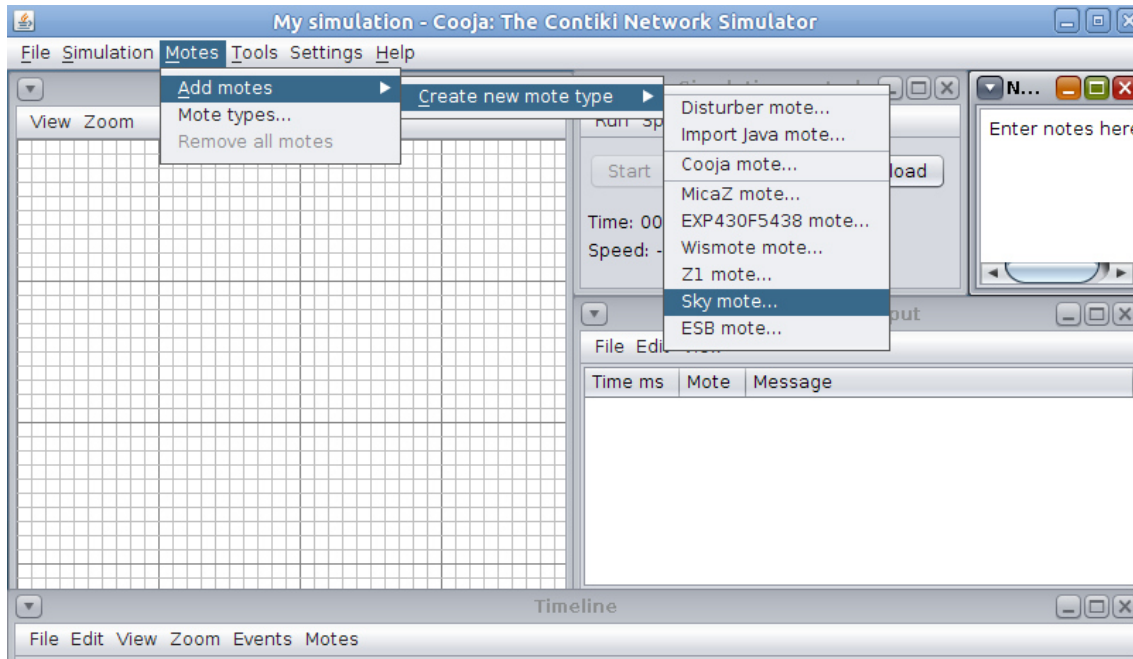 My simulation - Cooja: The Contiki Network Simulator
File Simulation Motes Tools Settings Help
Add motes
Mote types...
Remove all motes
Create new mote type
Disturber mote...
Import Java mote...
Cooja mote...
MicaZ mote...
EXP430F5438 mote...
Wismote mote...
Z1 mote...
Sky mote...
ESB mote...
View Zoom
Run
Start
Time: 00
Speed: -
N...
Enter notes here
File Edit View
Time ms Mote Message
Timeline
File Edit View Zoom Events Motes